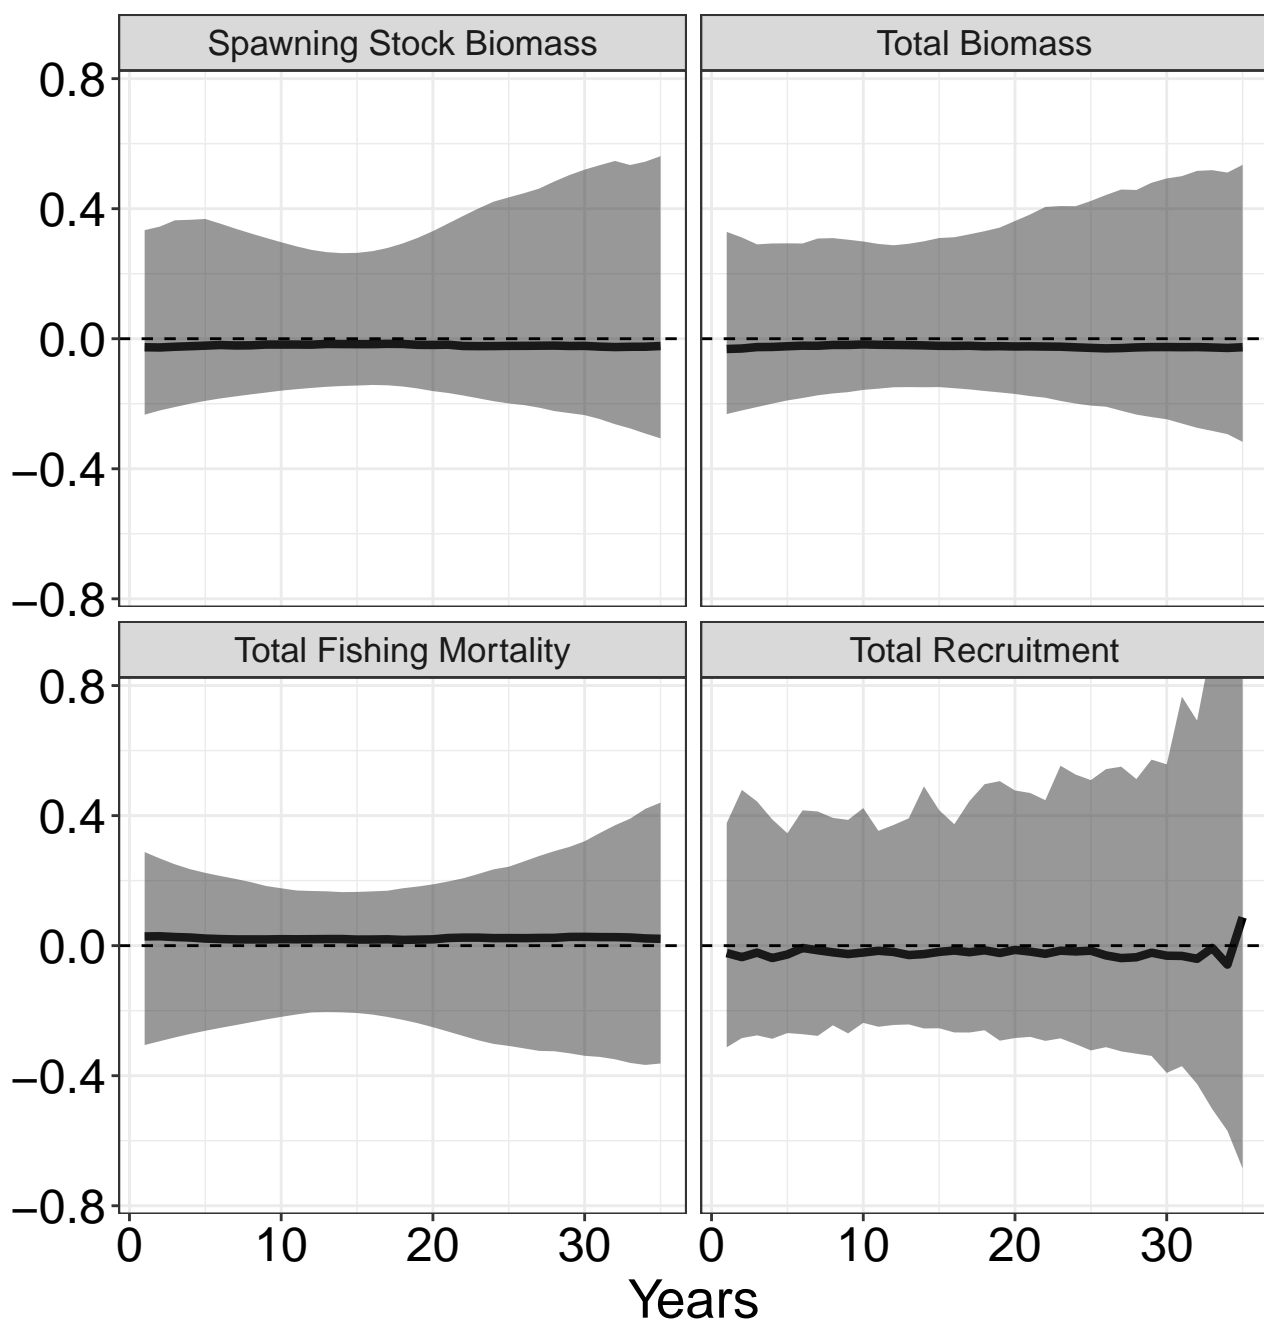 Spawning Stock Biomass
Total Biomass
0.8
0.4
0.0
−0.4
−0.8
Total Fishing Mortality
Total Recruitment
0.8
0.4
0.0
−0.4
−0.8
0 10 20 30
0 10 20 30
Years